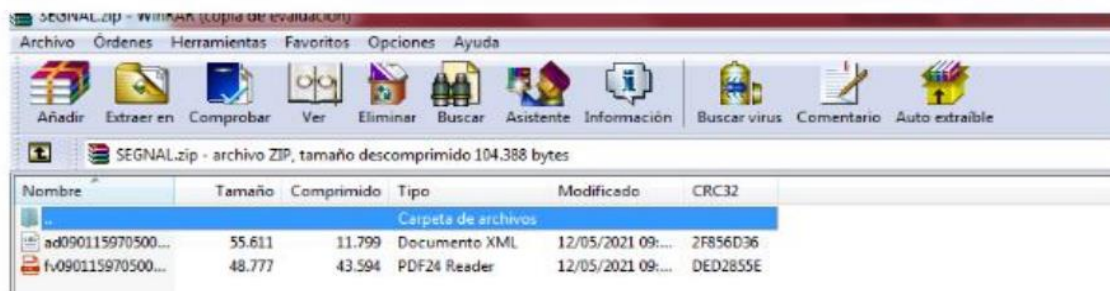 SEGNAL.zip - WinRAR (copia de evaluación)
Archivo Órdenes Herramientas Favoritos Opciones Ayuda
Añadir Extraer en Comprobar Ver Eliminar Buscar Asistente Información Buscar virus Comentario Auto extraíble
SEGNAL.zip - archivo ZIP, tamaño descomprimido 104.388 bytes
Nombre Tamaño Comprimido Tipo Modificado CRC32
.. Carpeta de archivos
ad090115970500... 55.611 11.799 Documento XML 12/05/2021 09:... 2F856D36
fv090115970500... 48.777 43.594 PDF24 Reader 12/05/2021 09:... DED2855E